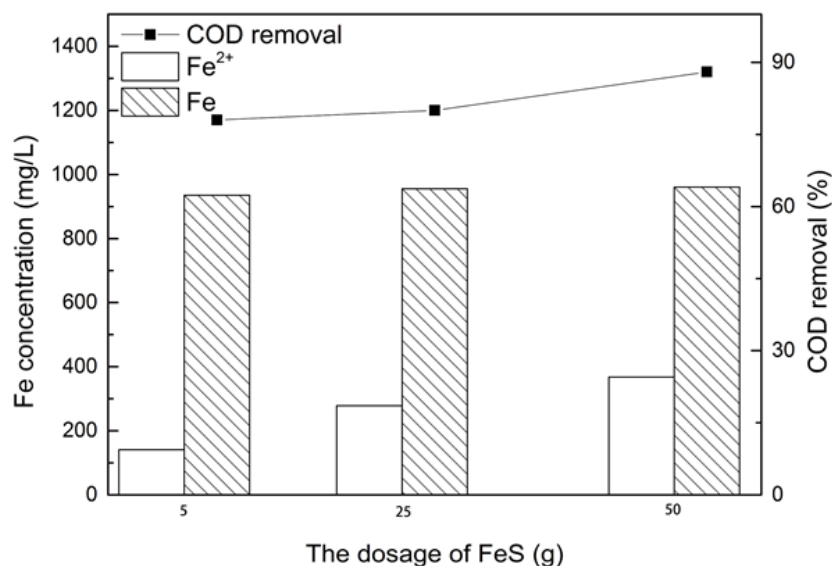 COD removal
Fe²⁺
Fe
1400
1200
1000
800
600
400
200
0
Fe concentration (mg/L)
90
60
30
0
COD removal (%)
5 25 50
The dosage of FeS (g)